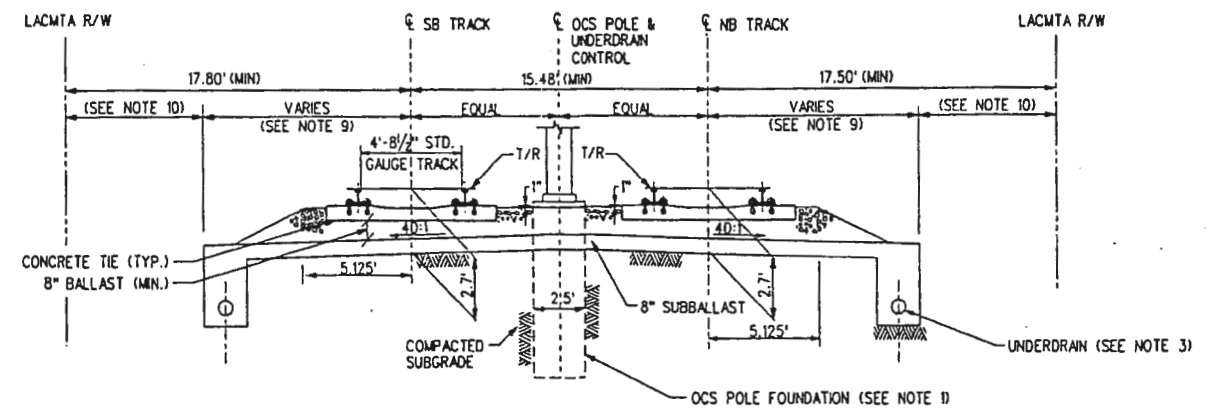 LACMTA R/W
℄ SB TRACK
℄ OCS POLE &
UNDERDRAIN
CONTROL
℄ NB TRACK
LACMTA R/W
17.80' (MIN)
15.48' (MIN)
17.50' (MIN)
(SEE NOTE 10)
VARIES
(SEE NOTE 9)
EQUAL
EQUAL
VARIES
(SEE NOTE 9)
(SEE NOTE 10)
4'-8½" STD.
GAUGE TRACK
T/R
T/R
1"
1"
40:1
40:1
CONCRETE TIE (TYP.)
8" BALLAST (MIN.)
5.125'
2.7'
2.5'
8" SUBBALLAST
2.7'
5.125'
COMPACTED
SUBGRADE
UNDERDRAIN (SEE NOTE 3)
OCS POLE FOUNDATION (SEE NOTE 1)